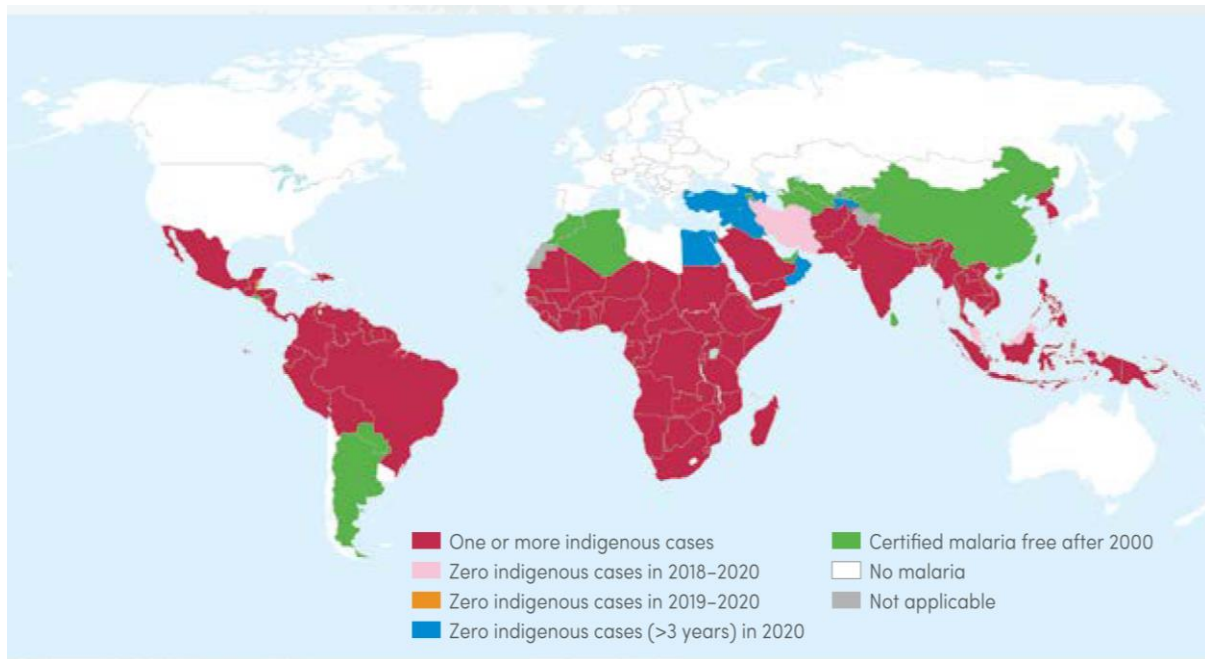 One or more indigenous cases
Zero indigenous cases in 2018–2020
Zero indigenous cases in 2019–2020
Zero indigenous cases (>3 years) in 2020
Certified malaria free after 2000
No malaria
Not applicable